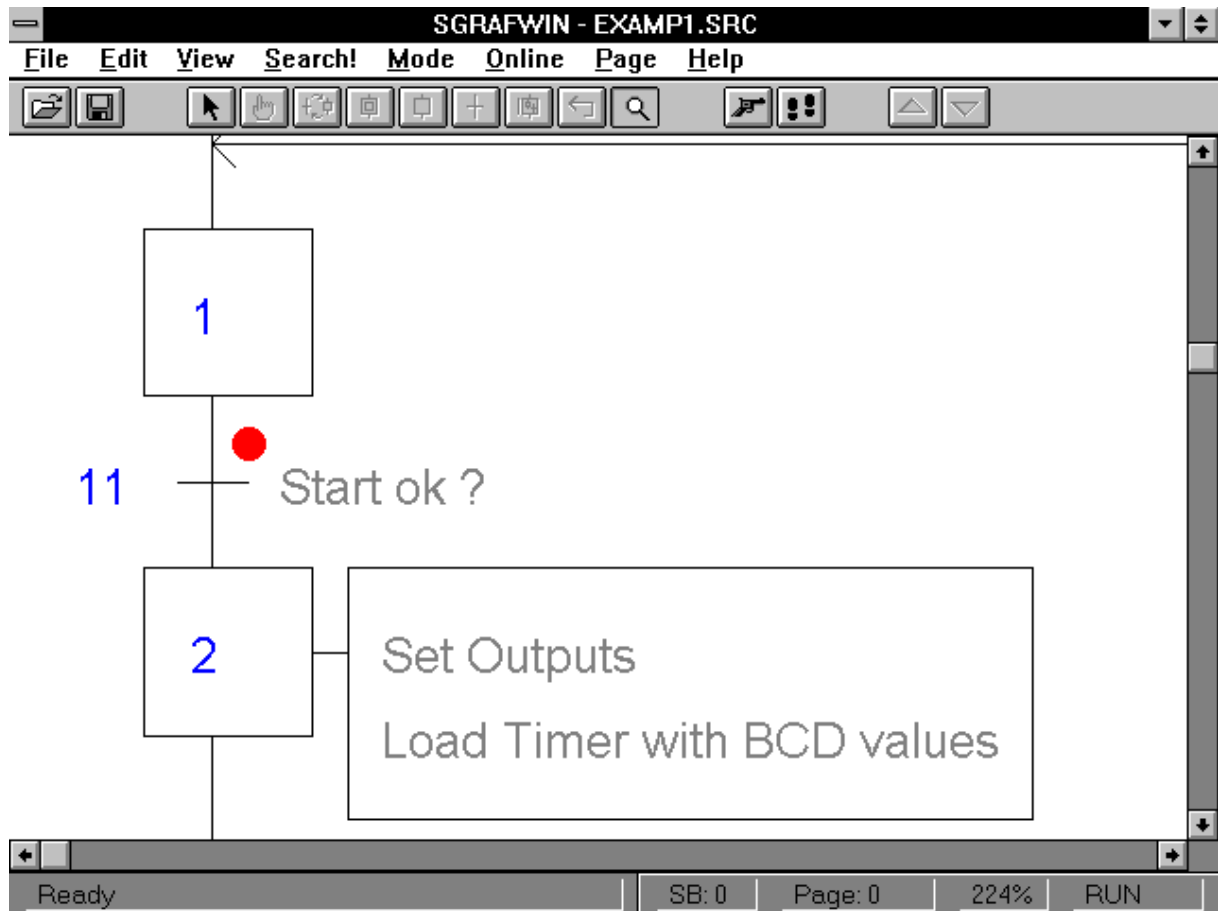 SGRAFWIN - EXAMP1.SRC
File Edit View Search! Mode Online Page Help
1
11 Start ok ?
2 Set Outputs
Load Timer with BCD values
Ready SB: 0 Page: 0 224% RUN